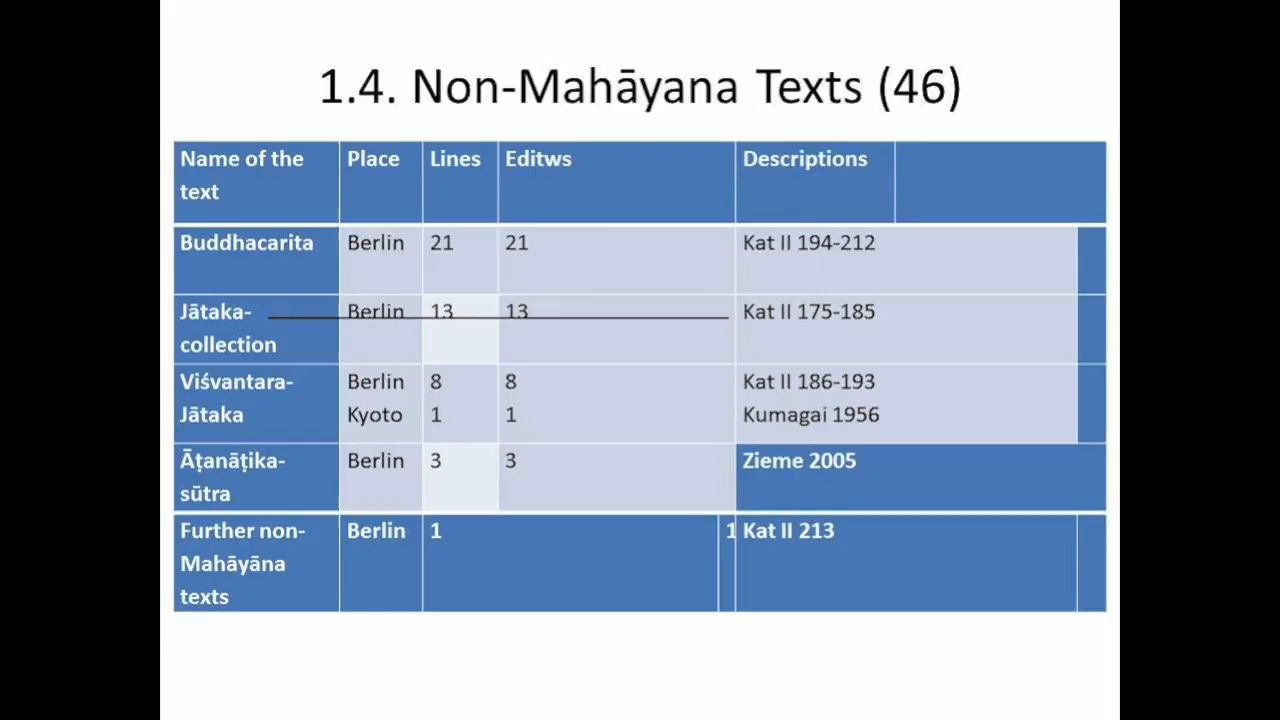 1.4. Non-Mahāyana Texts (46)
Name of the text Place Lines Editws Descriptions
Buddhacarita Berlin 21 21 Kat II 194-212
Jātaka-collection Berlin 13 13 Kat II 175-185
Viśvantara- Berlin 8 8 Kat II 186-193
Jātaka Kyoto 1 1 Kumagai 1956
Āṭanāṭika-sūtra Berlin 3 3 Zieme 2005
Further non-Mahāyāna texts Berlin 1 1 Kat II 213